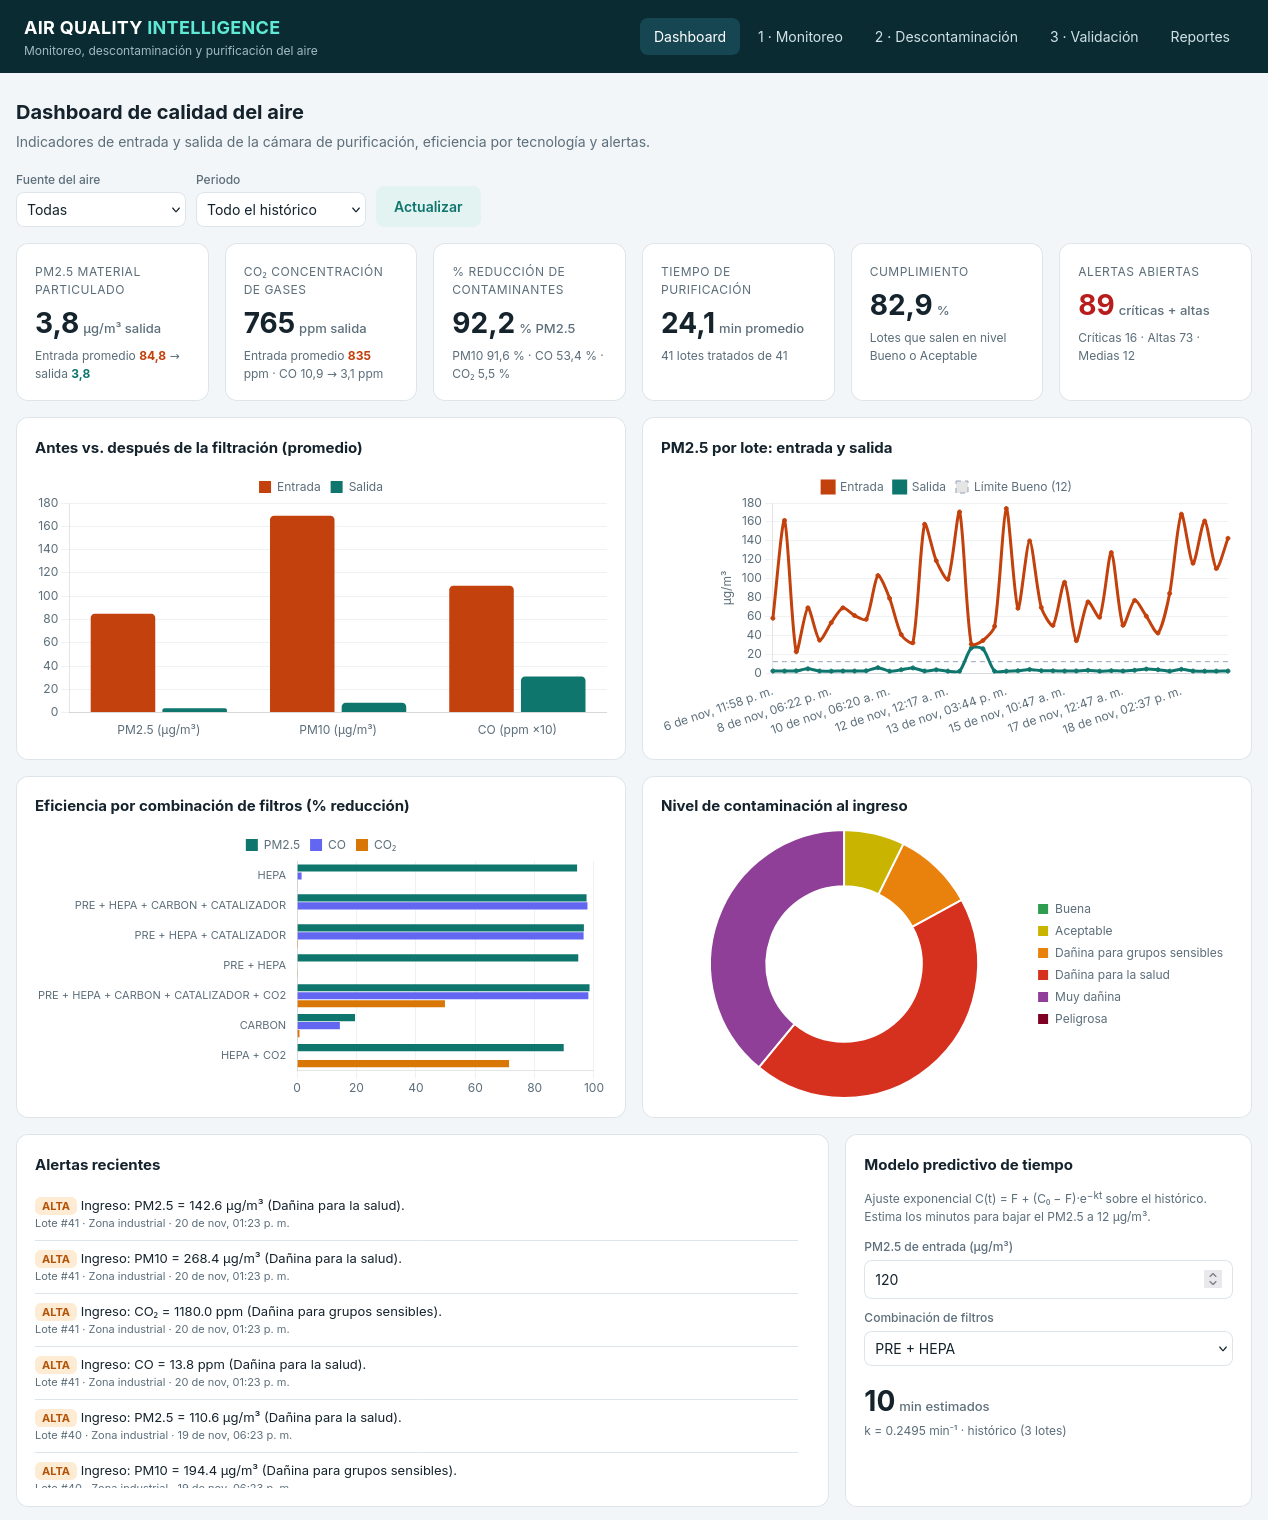 AIR QUALITY INTELLIGENCE
Monitoreo, descontaminación y purificación del aire
Dashboard
1 · Monitoreo
2 · Descontaminación
3 · Validación
Reportes
Dashboard de calidad del aire
Indicadores de entrada y salida de la cámara de purificación, eficiencia por tecnología y alertas.
Fuente del aire
Todas
Periodo
Todo el histórico
Actualizar
PM2.5 MATERIAL
PARTICULADO
3,8 µg/m³ salida
Entrada promedio 84,8 →
salida 3,8
CO₂ CONCENTRACIÓN
DE GASES
765 ppm salida
Entrada promedio 835
ppm · CO 10,9 → 3,1 ppm
% REDUCCIÓN DE
CONTAMINANTES
92,2 % PM2.5
PM10 91,6 % · CO 53,4 % ·
CO₂ 5,5 %
TIEMPO DE
PURIFICACIÓN
24,1 min promedio
41 lotes tratados de 41
CUMPLIMIENTO
82,9 %
Lotes que salen en nivel
Bueno o Aceptable
ALERTAS ABIERTAS
89 críticas + altas
Críticas 16 · Altas 73 ·
Medias 12
Antes vs. después de la filtración (promedio)
Entrada
Salida
180
160
140
120
100
80
60
40
20
0
PM2.5 (µg/m³)
PM10 (µg/m³)
CO (ppm ×10)
PM2.5 por lote: entrada y salida
Entrada
Salida
Límite Bueno (12)
µg/m³
180
160
140
120
100
80
60
40
20
0
6 de nov, 11:58 p. m.
8 de nov, 06:22 p. m.
10 de nov, 06:20 a. m.
12 de nov, 12:17 a. m.
13 de nov, 03:44 p. m.
15 de nov, 10:47 a. m.
17 de nov, 12:47 a. m.
18 de nov, 02:37 p. m.
Eficiencia por combinación de filtros (% reducción)
PM2.5
CO
CO₂
HEPA
PRE + HEPA + CARBON + CATALIZADOR
PRE + HEPA + CATALIZADOR
PRE + HEPA
PRE + HEPA + CARBON + CATALIZADOR + CO2
CARBON
HEPA + CO2
0
20
40
60
80
100
Nivel de contaminación al ingreso
Buena
Aceptable
Dañina para grupos sensibles
Dañina para la salud
Muy dañina
Peligrosa
Alertas recientes
ALTA Ingreso: PM2.5 = 142.6 µg/m³ (Dañina para la salud).
Lote #41 · Zona industrial · 20 de nov, 01:23 p. m.
ALTA Ingreso: PM10 = 268.4 µg/m³ (Dañina para la salud).
Lote #41 · Zona industrial · 20 de nov, 01:23 p. m.
ALTA Ingreso: CO₂ = 1180.0 ppm (Dañina para grupos sensibles).
Lote #41 · Zona industrial · 20 de nov, 01:23 p. m.
ALTA Ingreso: CO = 13.8 ppm (Dañina para la salud).
Lote #41 · Zona industrial · 20 de nov, 01:23 p. m.
ALTA Ingreso: PM2.5 = 110.6 µg/m³ (Dañina para la salud).
Lote #40 · Zona industrial · 19 de nov, 06:23 p. m.
ALTA Ingreso: PM10 = 194.4 µg/m³ (Dañina para grupos sensibles).
Lote #40 · Zona industrial · 19 de nov, 06:23 p. m.
Modelo predictivo de tiempo
Ajuste exponencial C(t) = F + (C₀ − F)·e⁻ᵏᵗ sobre el histórico.
Estima los minutos para bajar el PM2.5 a 12 µg/m³.
PM2.5 de entrada (µg/m³)
120
Combinación de filtros
PRE + HEPA
10 min estimados
k = 0.2495 min⁻¹ · histórico (3 lotes)